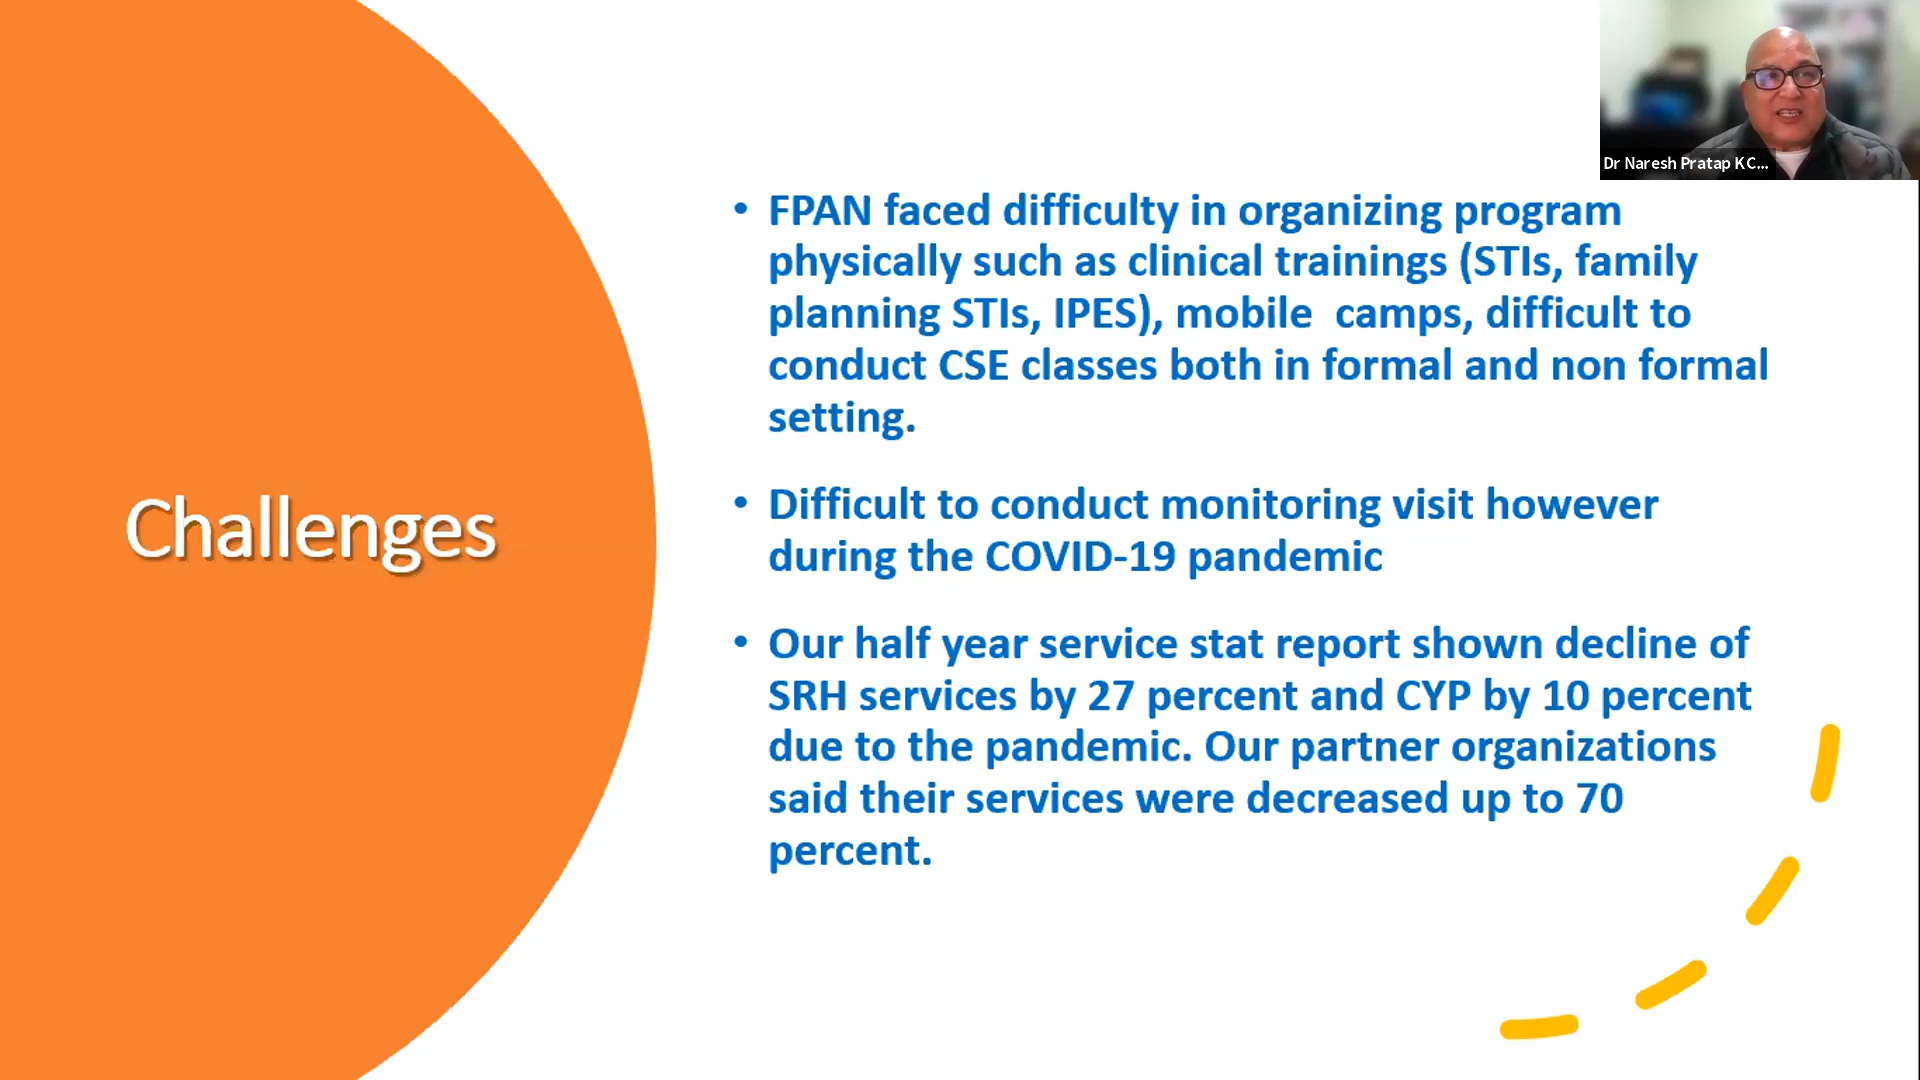 Dr Naresh Pratap KC...
Challenges
• FPAN faced difficulty in organizing program
physically such as clinical trainings (STIs, family
planning STIs, IPES), mobile  camps, difficult to
conduct CSE classes both in formal and non formal
setting.
• Difficult to conduct monitoring visit however
during the COVID-19 pandemic
• Our half year service stat report shown decline of
SRH services by 27 percent and CYP by 10 percent
due to the pandemic. Our partner organizations
said their services were decreased up to 70
percent.